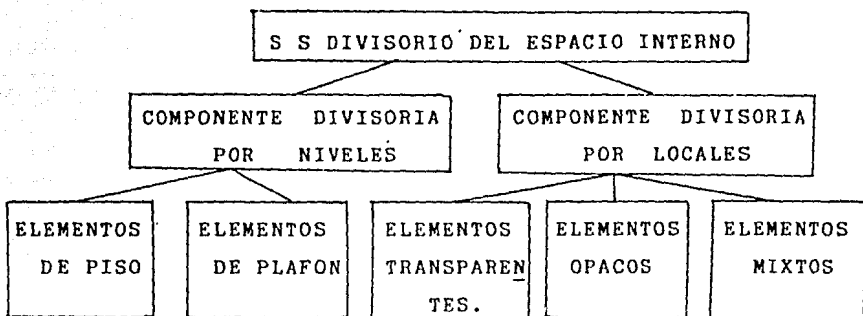 S S DIVISORIO DEL ESPACIO INTERNO
COMPONENTE DIVISORIA
POR NIVELES
COMPONENTE DIVISORIA
POR LOCALES
ELEMENTOS
DE PISO
ELEMENTOS
DE PLAFON
ELEMENTOS
TRANSPAREN
TES.
ELEMENTOS
OPACOS
ELEMENTOS
MIXTOS